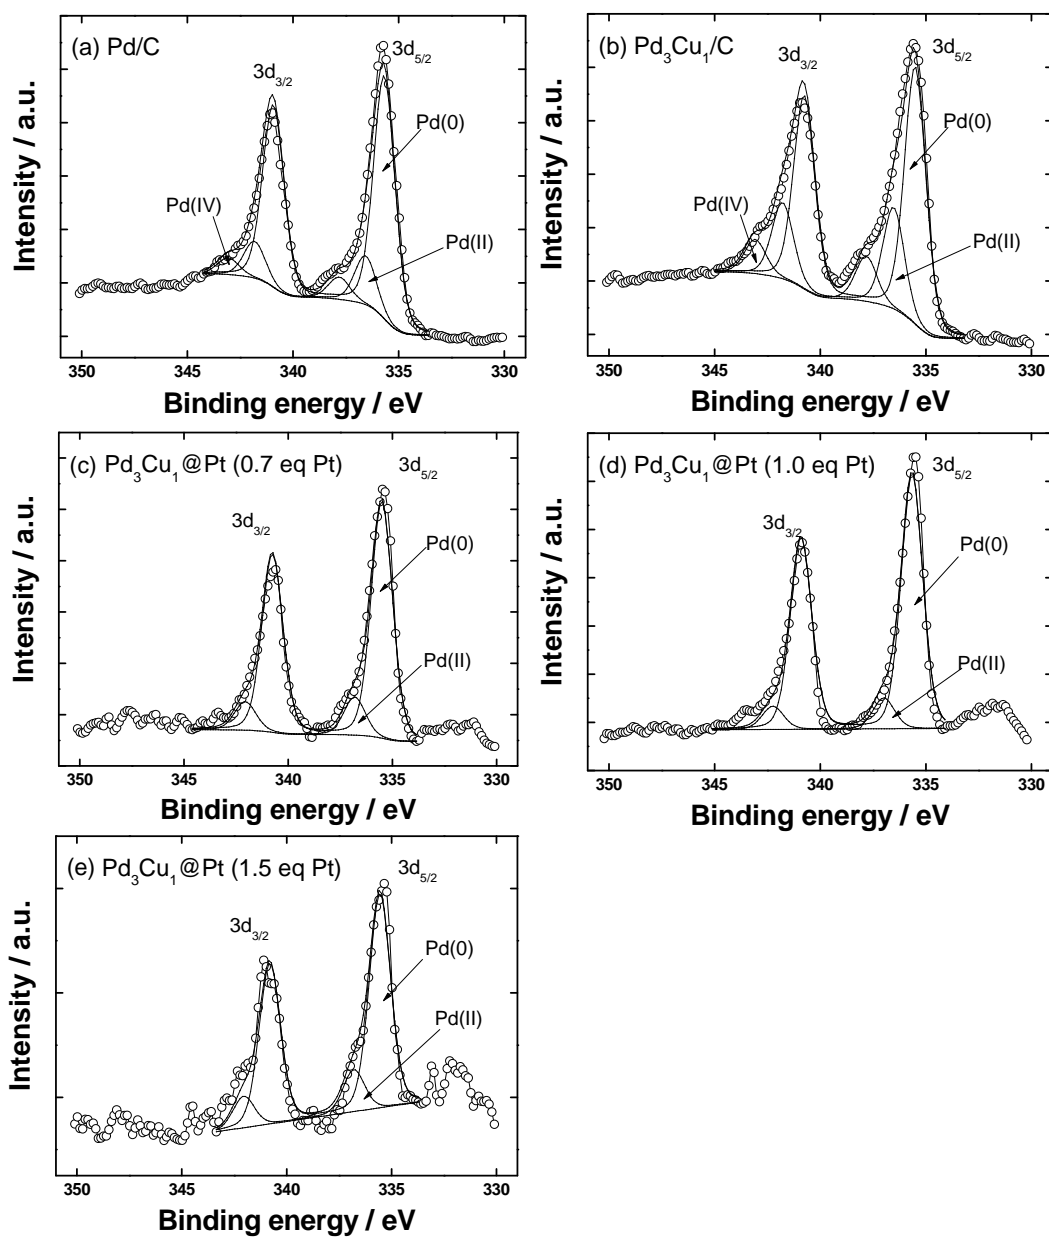 (a) Pd/C
3d3/2
3d5/2
Pd(0)
Pd(IV)
Pd(II)
Intensity / a.u.
350 345 340 335 330
Binding energy / eV
(b) Pd3Cu1/C
3d3/2
3d5/2
Pd(0)
Pd(IV)
Pd(II)
Intensity / a.u.
350 345 340 335 330
Binding energy / eV
(c) Pd3Cu1@Pt (0.7 eq Pt)
3d5/2
3d3/2
Pd(0)
Pd(II)
Intensity / a.u.
350 345 340 335 330
Binding energy / eV
(d) Pd3Cu1@Pt (1.0 eq Pt)
3d5/2
3d3/2
Pd(0)
Pd(II)
Intensity / a.u.
350 345 340 335 330
Binding energy / eV
(e) Pd3Cu1@Pt (1.5 eq Pt)
3d5/2
3d3/2
Pd(0)
Pd(II)
Intensity / a.u.
350 345 340 335 330
Binding energy / eV